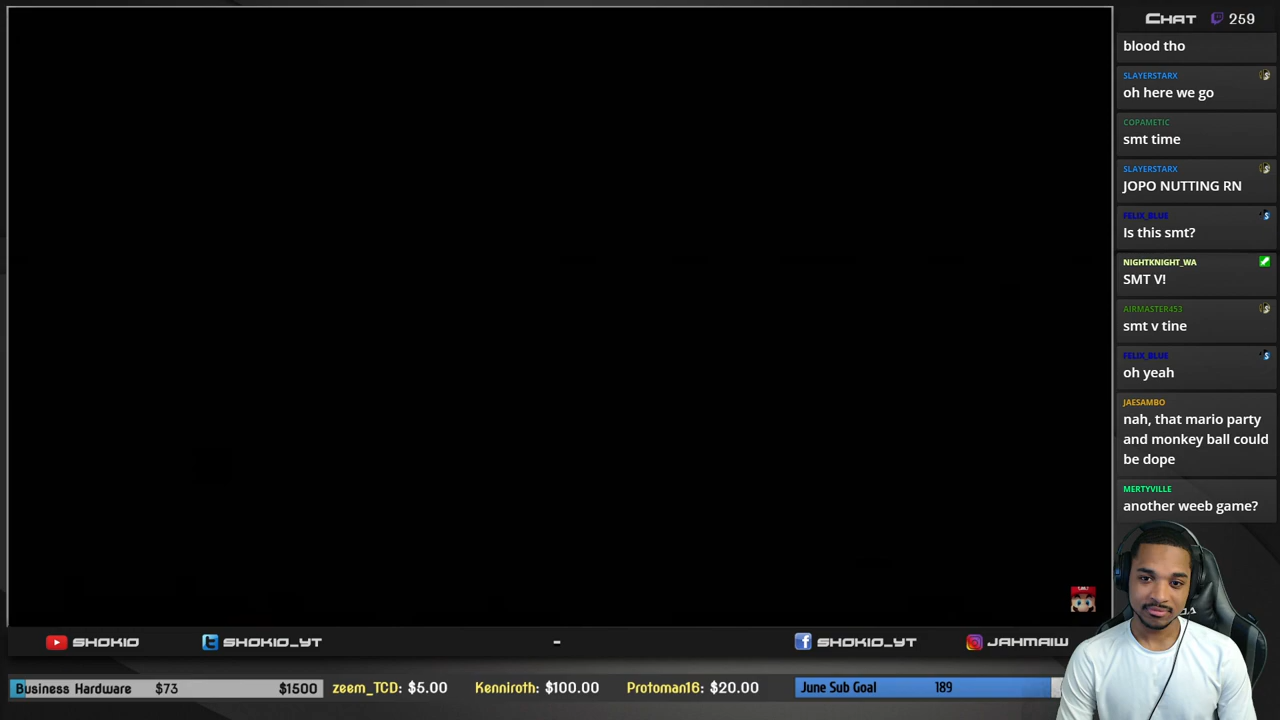 Chat 259
blood tho
SLAYERSTARX
oh here we go
COPAMETIC
smt time
SLAYERSTARX
JOPO NUTTING RN
FELIX_BLUE
Is this smt?
NIGHTKNIGHT_WA
SMT V!
AIRMASTER453
smt v tine
FELIX_BLUE
oh yeah
JAESAMBO
nah, that mario party
and monkey ball could
be dope
MERTYVILLE
another weeb game?
SHOKIO SHOKIO_YT - SHOKIO_YT JAHMAIW
Business Hardware $73 $1500 zeem_TCD: $5.00 Kenniroth: $100.00 Protoman16: $20.00 June Sub Goal 189